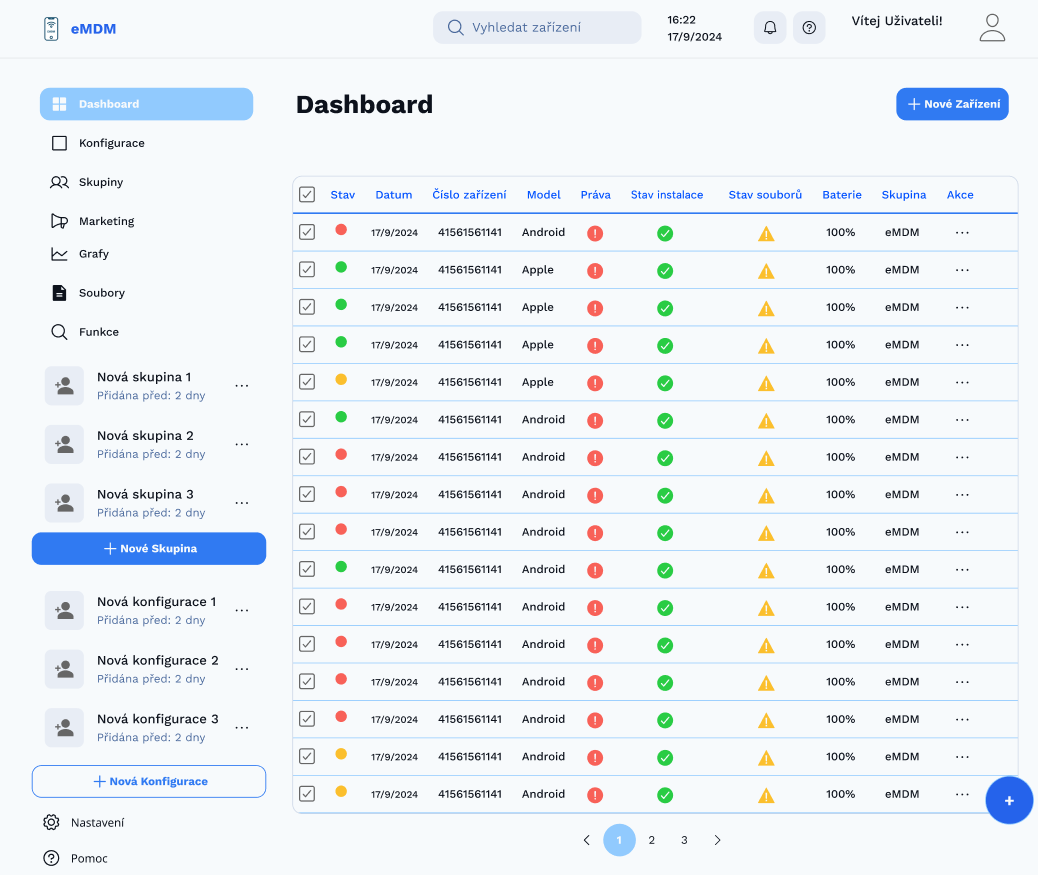 eMDM
Vyhledat zařízení
16:22
17/9/2024
Vítej Uživateli!
Dashboard
Konfigurace
Skupiny
Marketing
Grafy
Soubory
Funkce
Nová skupina 1
Přidána před: 2 dny
Nová skupina 2
Přidána před: 2 dny
Nová skupina 3
Přidána před: 2 dny
+ Nové Skupina
Nová konfigurace 1
Přidána před: 2 dny
Nová konfigurace 2
Přidána před: 2 dny
Nová konfigurace 3
Přidána před: 2 dny
+ Nová Konfigurace
Nastavení
Pomoc
Dashboard
+ Nové Zařízení
Stav Datum Číslo zařízení Model Práva Stav instalace Stav souborů Baterie Skupina Akce
17/9/2024 41561561141 Android 100% eMDM ...
17/9/2024 41561561141 Apple 100% eMDM ...
17/9/2024 41561561141 Apple 100% eMDM ...
17/9/2024 41561561141 Apple 100% eMDM ...
17/9/2024 41561561141 Apple 100% eMDM ...
17/9/2024 41561561141 Android 100% eMDM ...
17/9/2024 41561561141 Android 100% eMDM ...
17/9/2024 41561561141 Android 100% eMDM ...
17/9/2024 41561561141 Android 100% eMDM ...
17/9/2024 41561561141 Android 100% eMDM ...
17/9/2024 41561561141 Android 100% eMDM ...
17/9/2024 41561561141 Android 100% eMDM ...
17/9/2024 41561561141 Android 100% eMDM ...
17/9/2024 41561561141 Android 100% eMDM ...
17/9/2024 41561561141 Android 100% eMDM ...
17/9/2024 41561561141 Android 100% eMDM ...
+
< 1 2 3 >